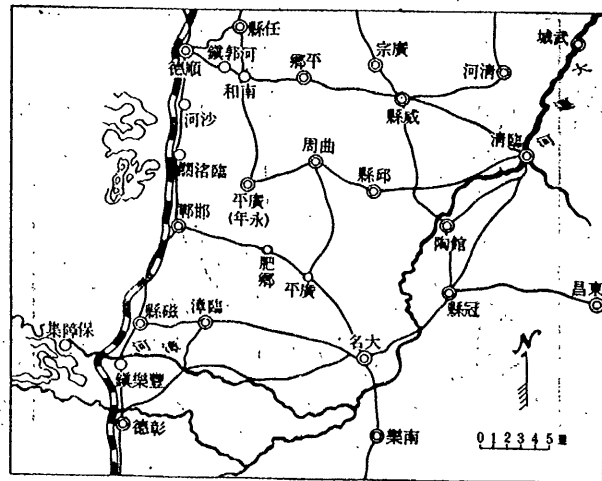 武城
任縣
廣宗
順德
河郭鎮
南和
平鄉
清河
威縣
大運河
沙河
臨清
曲周
臨洺關
邱縣
廣平
(永年)
邯鄲
館陶
肥鄉
廣平
冠縣
東昌
磁縣
臨漳
漳河
保障集
大名
豐樂鎮
彰德
南樂
N
0 1 2 3 4 5